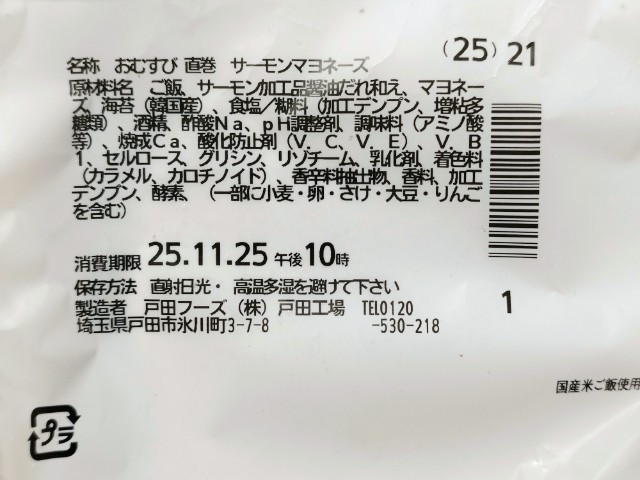 (25) 21
名称 おむすび 直巻 サーモンマヨネーズ
原材料名 ご飯、サーモン加工品醤油だれ和え、マヨネー
ズ、海苔（韓国産）、食塩／糊料（加工デンプン、増粘多
糖類）、酒精、酢酸Na、pH調整剤、調味料（アミノ酸
等）、焼成Ca、酸化防止剤（V．C、V．E）、V．B
1、セルロース、グリシン、リゾチーム、乳化剤、着色料
（カラメル、カロチノイド）、香辛料抽出物、香料、加工
デンプン、酵素、（一部に小麦・卵・さけ・大豆・りんご
を含む）
消費期限 25.11.25 午後10時
保存方法 直射日光・高温多湿を避けて下さい
製造者 戸田フーズ（株）戸田工場 TEL0120
埼玉県戸田市氷川町3-7-8 -530-218
1
国産米ご飯使用
プラ